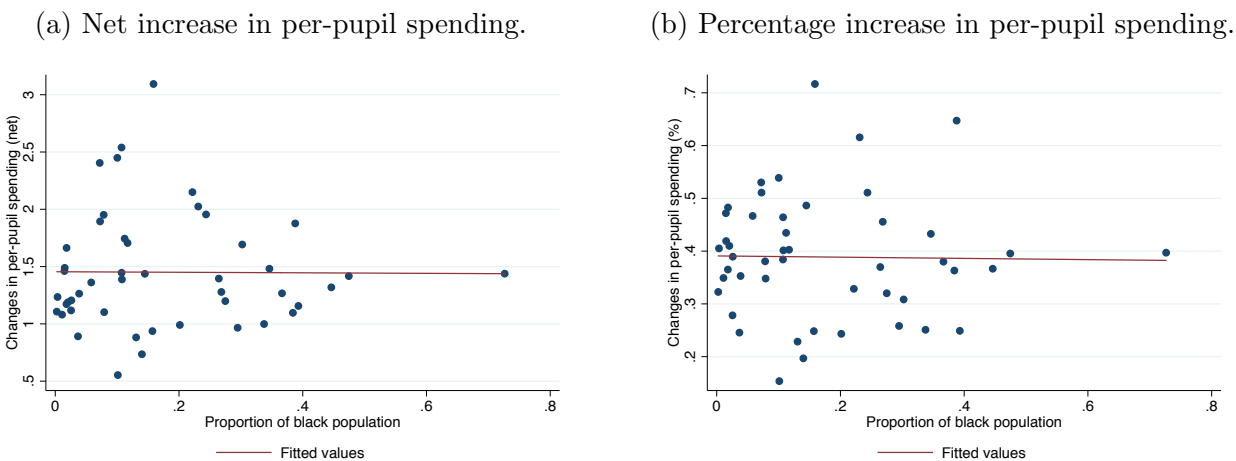 (a) Net increase in per-pupil spending.
Changes in per-pupil spending (net)
3
2.5
2
1.5
1
.5
0
.2
.4
.6
.8
Proportion of black population
Fitted values
(b) Percentage increase in per-pupil spending.
Changes in per-pupil spending (%)
.7
.6
.5
.4
.3
.2
0
.2
.4
.6
.8
Proportion of black population
Fitted values